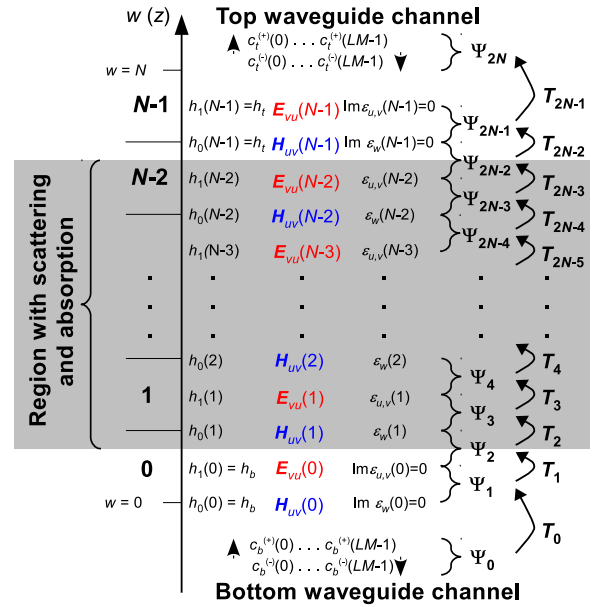 w (z)
Top waveguide channel
c_t^(+)(0) . . . c_t^(+)(LM-1)
c_t^(-)(0) . . . c_t^(-)(LM-1)
Ψ_2N
w = N
T_2N-1
N-1
h_1(N-1) = h_t E_vu(N-1) Imε_u,v(N-1)=0
Ψ_2N-1
h_0(N-1) = h_t H_uv(N-1) Im ε_w(N-1)=0
T_2N-2
Ψ_2N-2
N-2
h_1(N-2) E_vu(N-2) ε_u,v(N-2)
T_2N-3
Ψ_2N-3
h_0(N-2) H_uv(N-2) ε_w(N-2)
T_2N-4
Ψ_2N-4
h_1(N-3) E_vu(N-3) ε_u,v(N-3)
T_2N-5
Region with scattering
and absorption
. . . . . .
. . . . . .
. . . . . .
h_0(2) H_uv(2) ε_w(2)
T_4
Ψ_4
1
h_1(1) E_vu(1) ε_u,v(1)
T_3
Ψ_3
h_0(1) H_uv(1) ε_w(1)
T_2
Ψ_2
0
h_1(0) = h_b E_vu(0) Imε_u,v(0)=0
T_1
Ψ_1
w = 0
h_0(0) = h_b H_uv(0) Im ε_w(0)=0
T_0
c_b^(+)(0) . . . c_b^(+)(LM-1)
c_b^(-)(0) . . . c_b^(-)(LM-1)
Ψ_0
Bottom waveguide channel